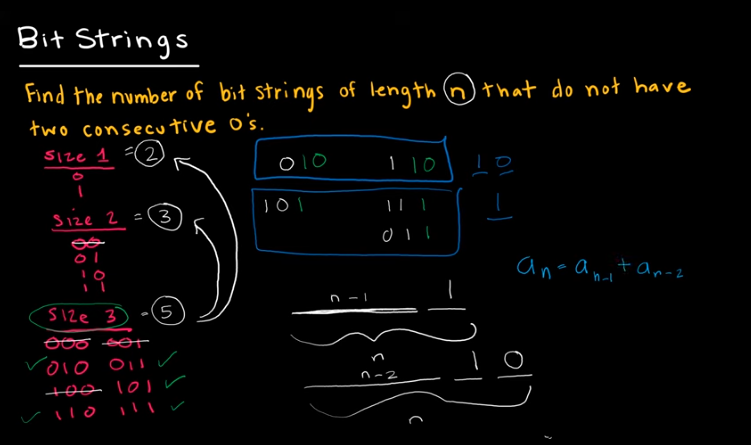 Bit Strings
Find the number of bit strings of length n that do not have
two consecutive 0's.
size 1 = 2
0
1
size 2 = 3
00
01
10
11
size 3 = 5
000 001
010 011
100 101
110 111
010 110 10
101 111 1
011
aₙ = aₙ₋₁ + aₙ₋₂
n-1 1
n
n-2 1 0
n